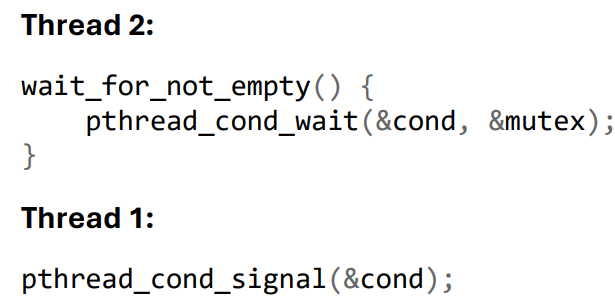 Thread 2:
wait_for_not_empty() {
    pthread_cond_wait(&cond, &mutex);
}
Thread 1:
pthread_cond_signal(&cond);